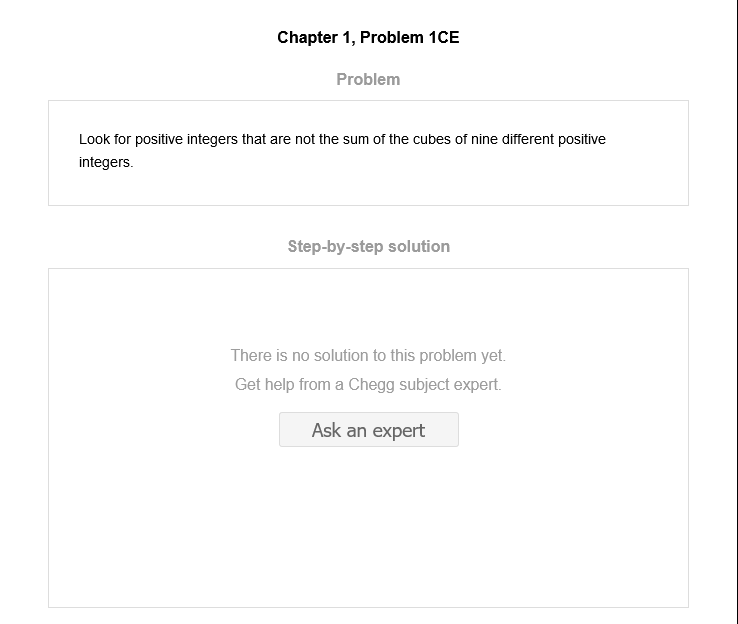 Chapter 1, Problem 1CE
Problem
Look for positive integers that are not the sum of the cubes of nine different positive
integers.
Step-by-step solution
There is no solution to this problem yet.
Get help from a Chegg subject expert.
Ask an expert